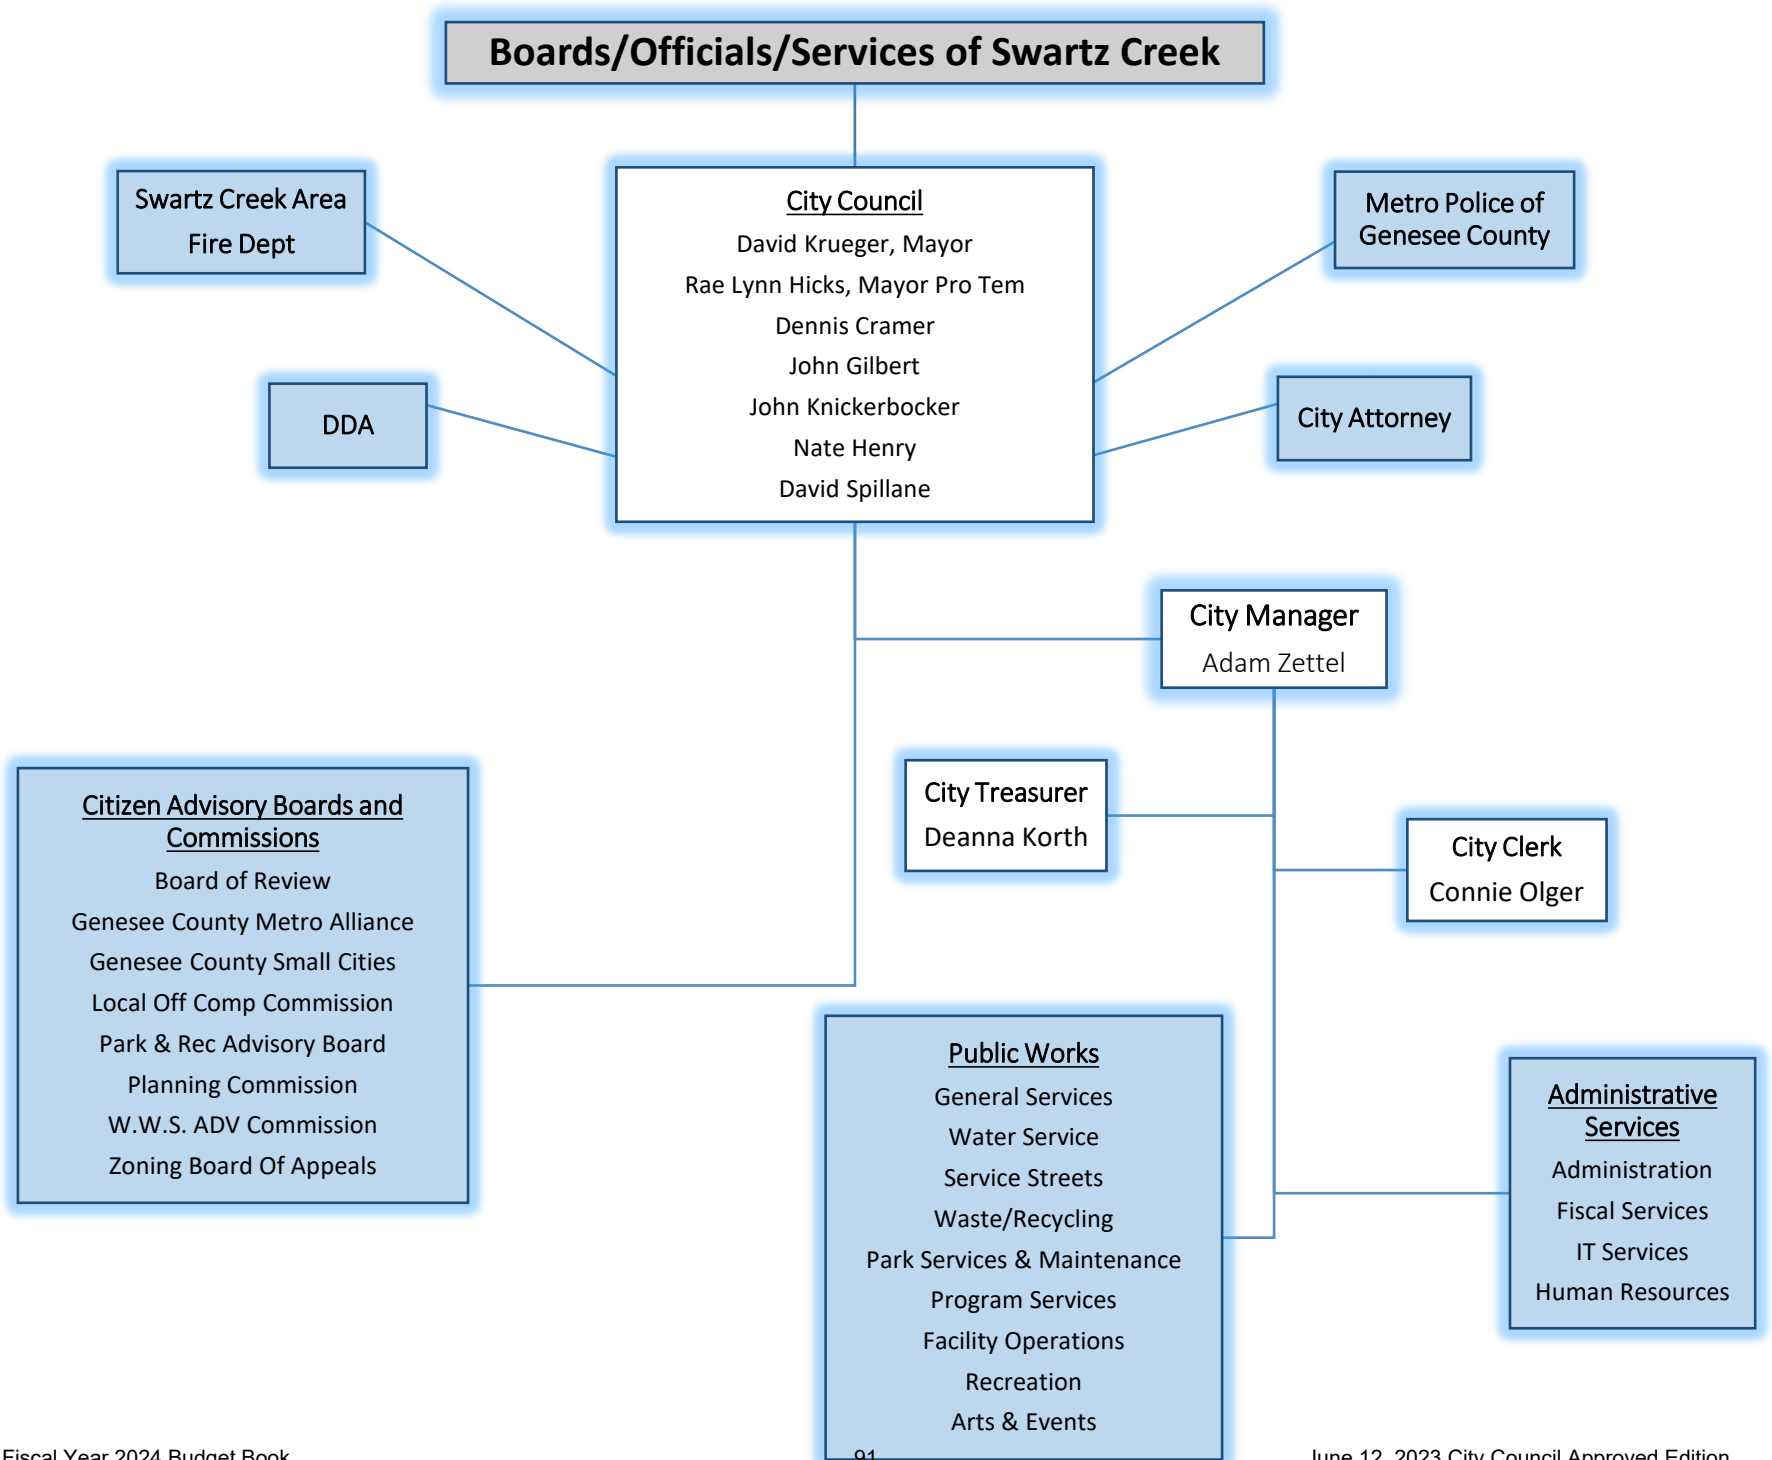 Boards/Officials/Services of Swartz Creek
Swartz Creek Area
Fire Dept
City Council
David Krueger, Mayor
Rae Lynn Hicks, Mayor Pro Tem
Dennis Cramer
John Gilbert
John Knickerbocker
Nate Henry
David Spillane
Metro Police of
Genesee County
DDA
City Attorney
City Manager
Adam Zettel
City Treasurer
Deanna Korth
City Clerk
Connie Olger
Citizen Advisory Boards and
Commissions
Board of Review
Genesee County Metro Alliance
Genesee County Small Cities
Local Off Comp Commission
Park & Rec Advisory Board
Planning Commission
W.W.S. ADV Commission
Zoning Board Of Appeals
Public Works
General Services
Water Service
Service Streets
Waste/Recycling
Park Services & Maintenance
Program Services
Facility Operations
Recreation
Arts & Events
Administrative
Services
Administration
Fiscal Services
IT Services
Human Resources
Fiscal Year 2024 Budget Book
91
June 12, 2023 City Council Approved Edition